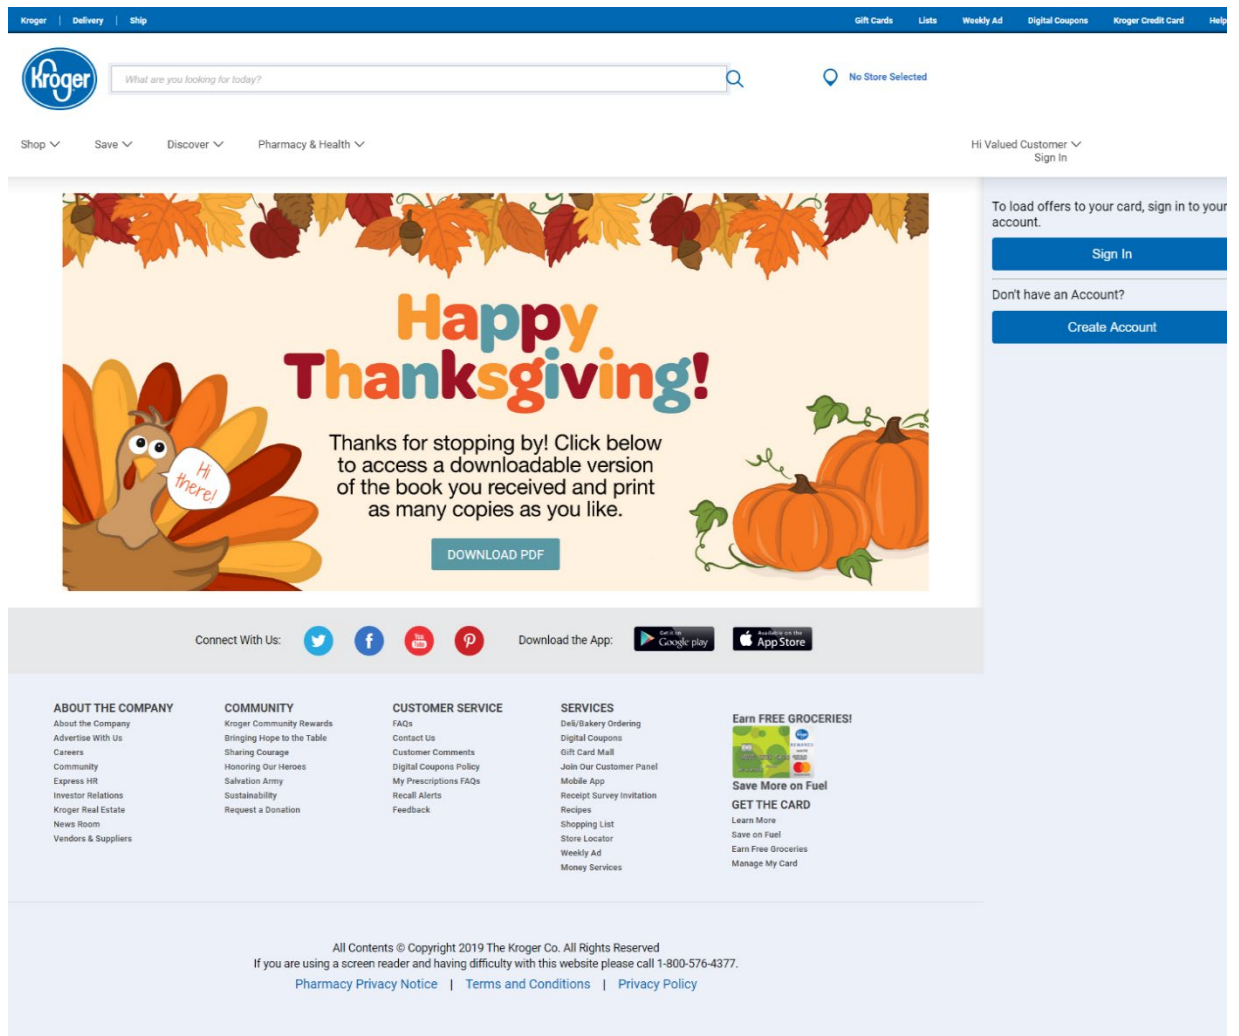 Kroger | Delivery | Ship
Gift Cards Lists Weekly Ad Digital Coupons Kroger Credit Card Help
Kroger
What are you looking for today?
No Store Selected
Shop Save Discover Pharmacy & Health
Hi Valued Customer
Sign In
Happy
Thanksgiving!
Thanks for stopping by! Click below
to access a downloadable version
of the book you received and print
as many copies as you like.
Hi
there!
DOWNLOAD PDF
To load offers to your card, sign in to your
account.
Sign In
Don't have an Account?
Create Account
Connect With Us:
You
Tube
Download the App:
Get it on
Google play
Available on the
App Store
ABOUT THE COMPANY
About the Company
Advertise With Us
Careers
Community
Express HR
Investor Relations
Kroger Real Estate
News Room
Vendors & Suppliers
COMMUNITY
Kroger Community Rewards
Bringing Hope to the Table
Sharing Courage
Honoring Our Heroes
Salvation Army
Sustainability
Request a Donation
CUSTOMER SERVICE
FAQs
Contact Us
Customer Comments
Digital Coupons Policy
My Prescriptions FAQs
Recall Alerts
Feedback
SERVICES
Deli/Bakery Ordering
Digital Coupons
Gift Card Mall
Join Our Customer Panel
Mobile App
Receipt Survey Invitation
Recipes
Shopping List
Store Locator
Weekly Ad
Money Services
Earn FREE GROCERIES!
REWARDS
Save More on Fuel
GET THE CARD
Learn More
Save on Fuel
Earn Free Groceries
Manage My Card
All Contents © Copyright 2019 The Kroger Co. All Rights Reserved
If you are using a screen reader and having difficulty with this website please call 1-800-576-4377.
Pharmacy Privacy Notice | Terms and Conditions | Privacy Policy